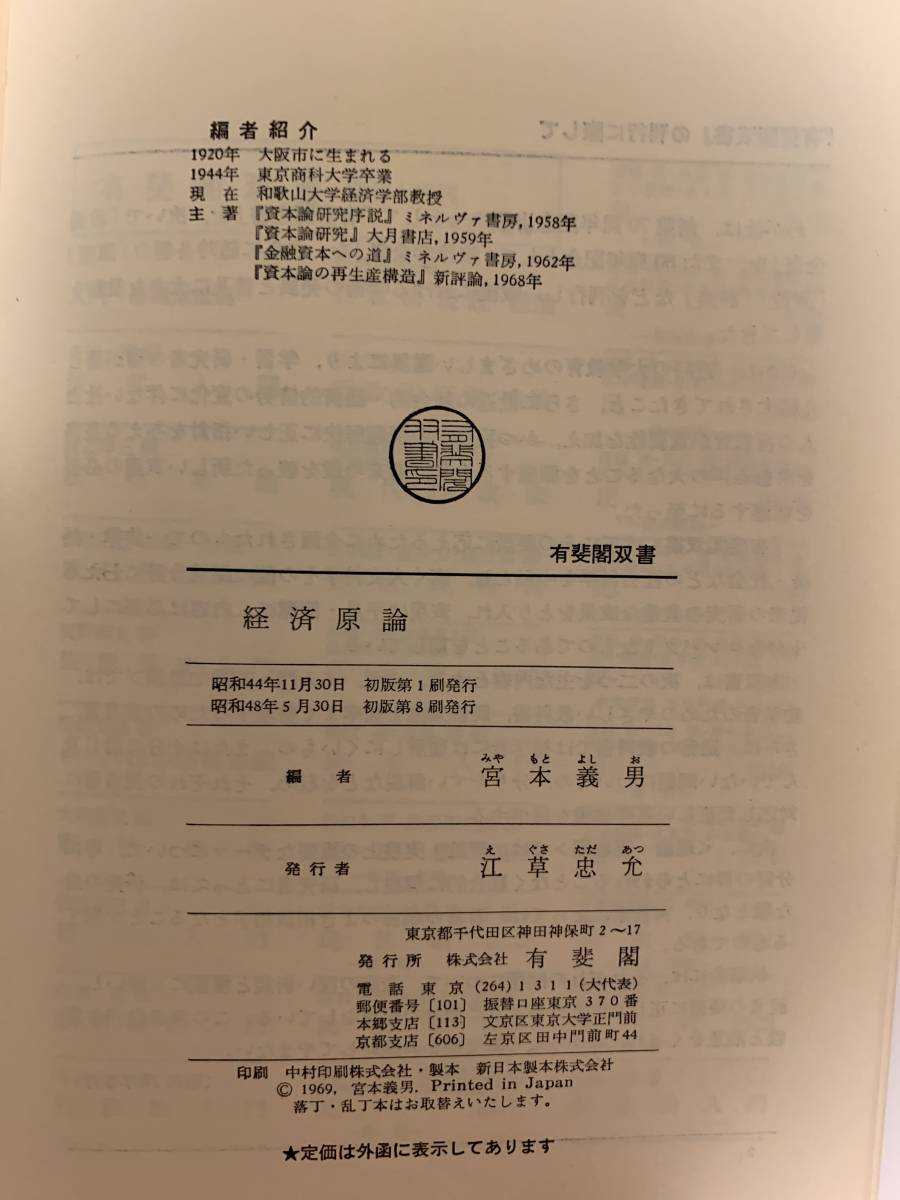 編者紹介
1920年 大阪市に生まれる
1944年 東京商科大学卒業
現在 和歌山大学経済学部教授
主著 『資本論研究序説』ミネルヴァ書房,1958年
『資本論研究』大月書店,1959年
『金融資本への道』ミネルヴァ書房,1962年
『資本論の再生産構造』新評論,1968年
有斐閣双書
経済原論
昭和44年11月30日 初版第1刷発行
昭和48年5月30日 初版第8刷発行
みや もと よし お
編者 宮本義男
え ぐさ ただ あつ
発行者 江草忠允
東京都千代田区神田神保町2~17
発行所 株式会社 有斐閣
電話 東京 (264) 1311 (大代表)
郵便番号〔101〕 振替口座東京370番
本郷支店〔113〕 文京区東京大学正門前
京都支店〔606〕 左京区田中門前町44
印刷 中村印刷株式会社・製本 新日本製本株式会社
© 1969, 宮本義男. Printed in Japan
落丁・乱丁本はお取替えいたします。
★定価は外函に表示してあります